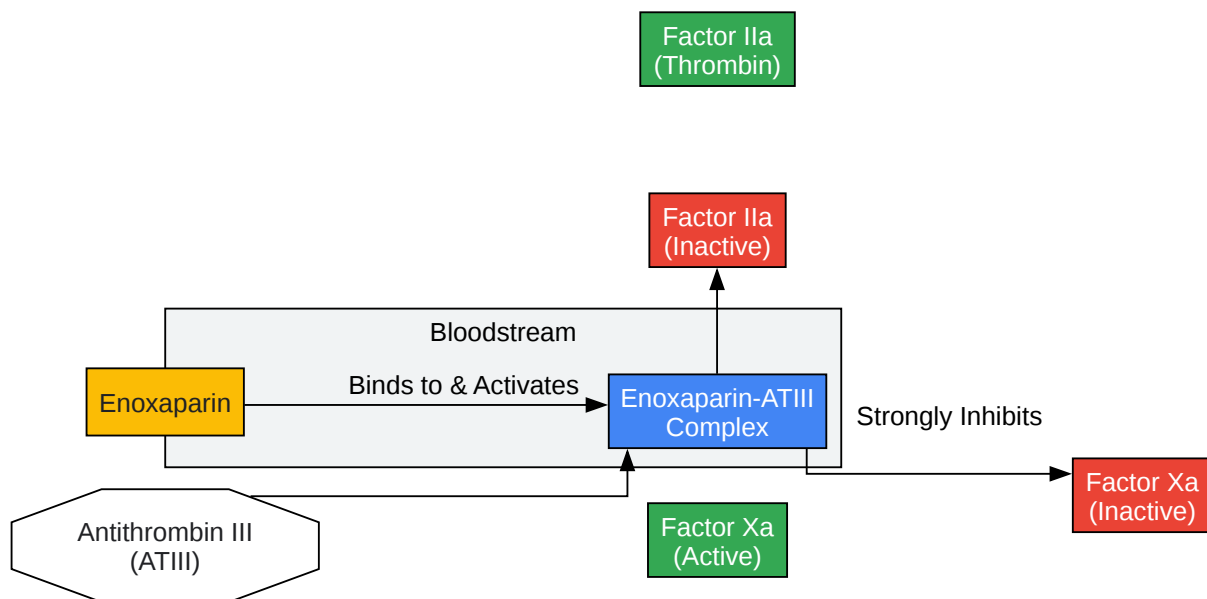 Factor IIa
(Thrombin)
Factor IIa
(Inactive)
Bloodstream
Enoxaparin
Binds to & Activates
Enoxaparin-ATIII
Complex
Strongly Inhibits
Antithrombin III
(ATIII)
Factor Xa
(Active)
Factor Xa
(Inactive)